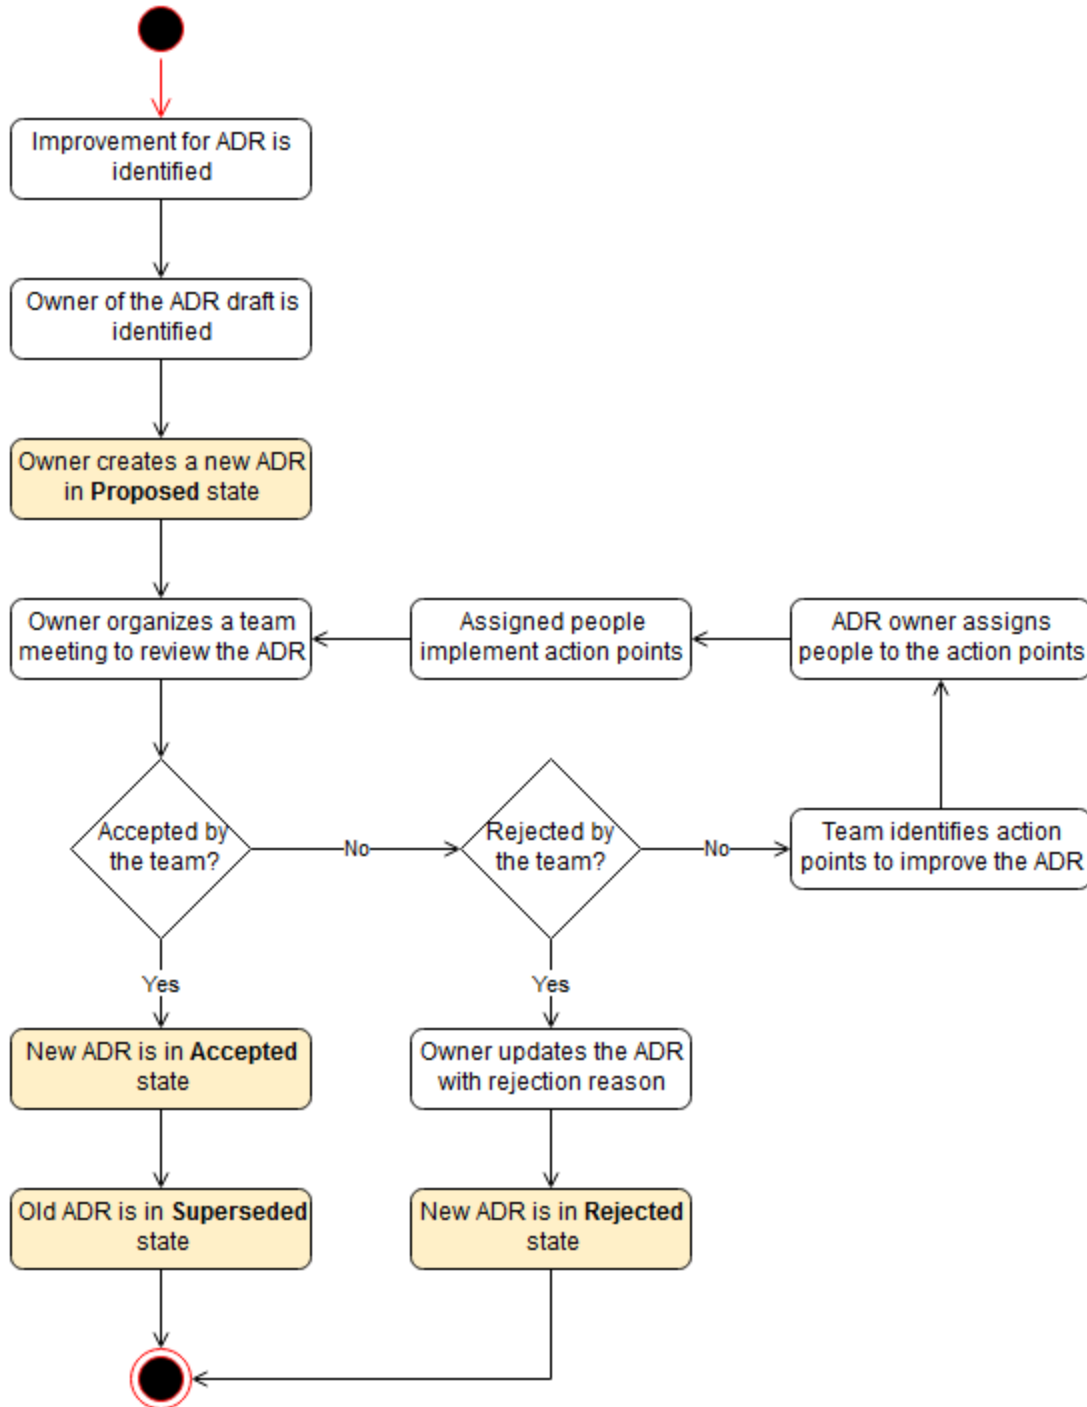 Improvement for ADR is
identified
Owner of the ADR draft is
identified
Owner creates a new ADR
in Proposed state
Owner organizes a team
meeting to review the ADR
Assigned people
implement action points
ADR owner assigns
people to the action points
Accepted by
the team?
No
Rejected by
the team?
No
Team identifies action
points to improve the ADR
Yes
Yes
New ADR is in Accepted
state
Owner updates the ADR
with rejection reason
Old ADR is in Superseded
state
New ADR is in Rejected
state